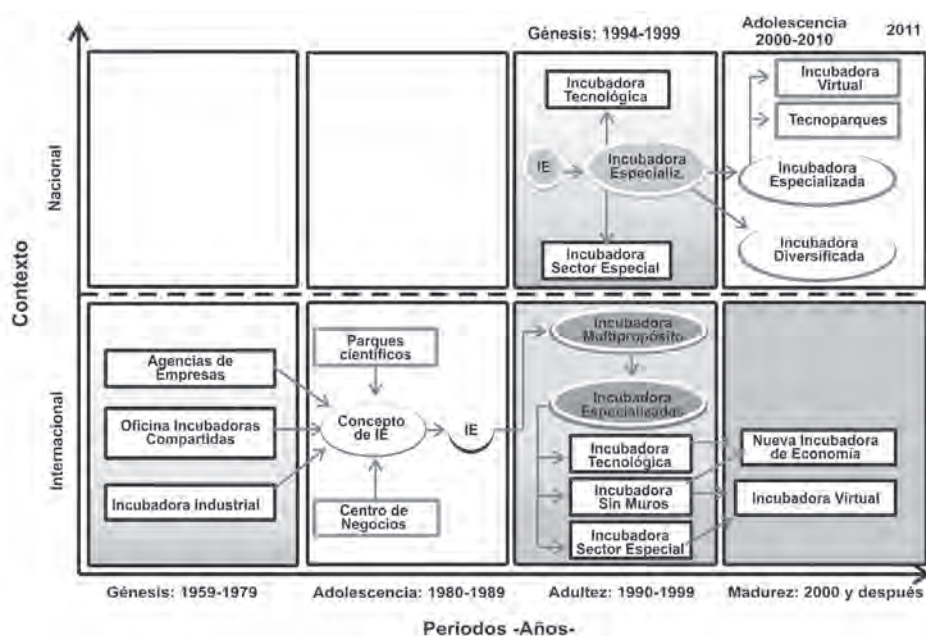 Génesis: 1994-1999
Adolescencia
2000-2010
2011
Contexto
Nacional
Incubadora
Tecnológica
IE
Incubadora
Especializ.
Incubadora
Sector Especial
Incubadora
Virtual
Tecnoparques
Incubadora
Especializada
Incubadora
Diversificada
Internacional
Agencias de
Empresas
Oficina Incubadoras
Compartidas
Incubadora Industrial
Parques
científicos
Concepto
de IE
IE
Centro de
Negocios
Incubadora
Multipropósito
Incubadora
Especializadas
Incubadora
Tecnológica
Incubadora
Sin Muros
Incubadora
Sector Especial
Nueva Incubadora
de Economía
Incubadora Virtual
Génesis: 1959-1979
Adolescencia: 1980-1989
Adultez: 1990-1999
Madurez: 2000 y después
Periodos -Años-